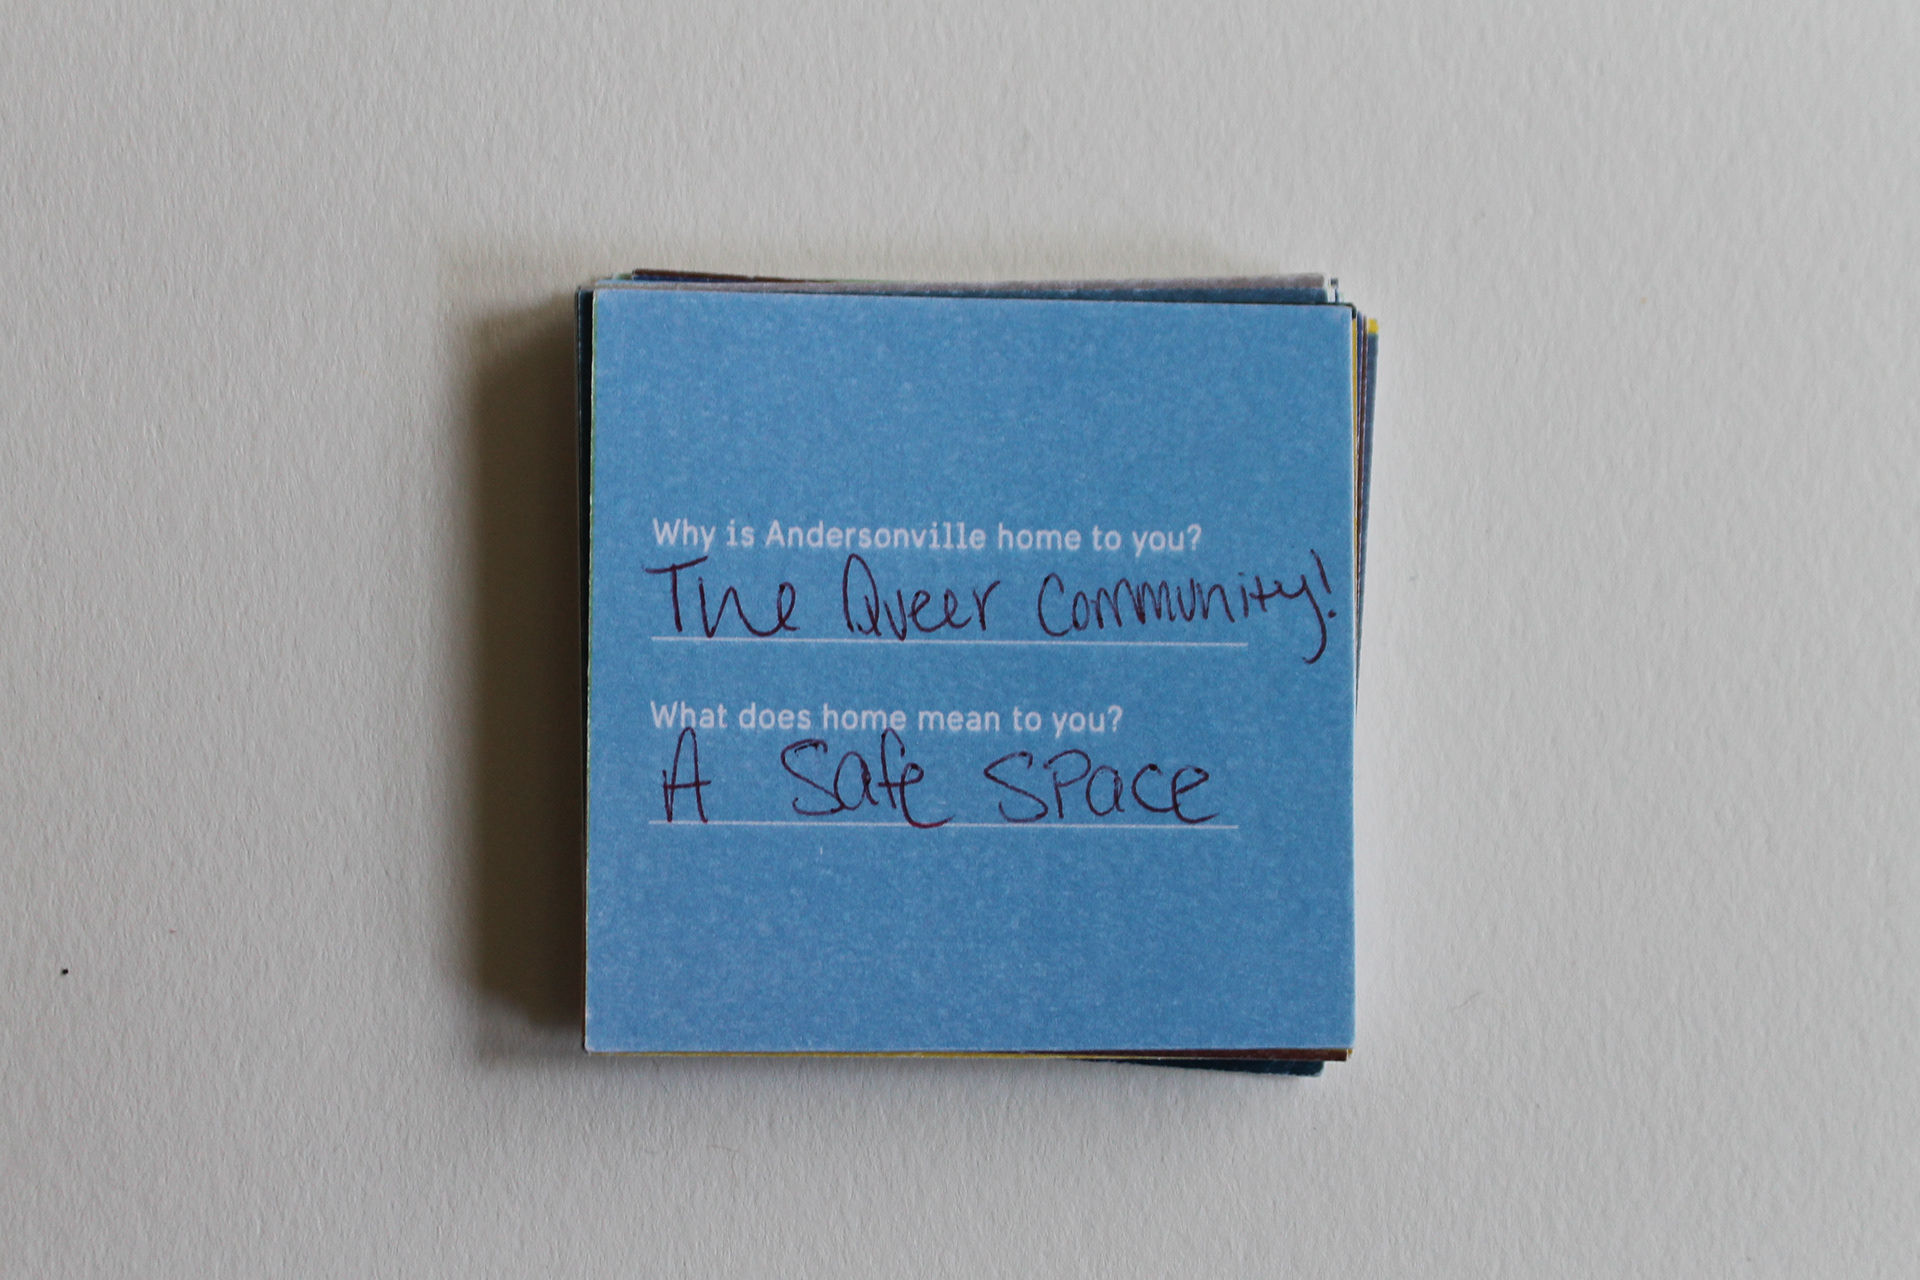 Why is Andersonville home to you?
The Queer Community!
What does home mean to you?
A Safe Space